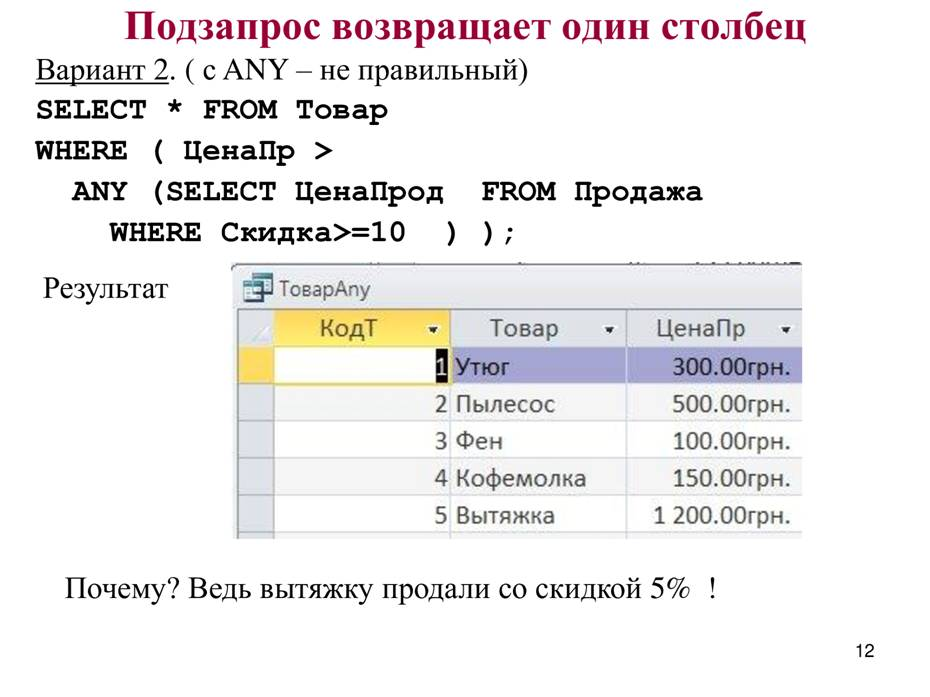 Подзапрос возвращает один столбец
Вариант 2. ( с ANY – не правильный)
SELECT * FROM Товар
WHERE ( ЦенаПр >
ANY (SELECT ЦенаПрод FROM Продажа
WHERE Скидка>=10 ) );
Результат
ТоварAny
КодТ Товар ЦенаПр
1 Утюг 300.00грн.
2 Пылесос 500.00грн.
3 Фен 100.00грн.
4 Кофемолка 150.00грн.
5 Вытяжка 1 200.00грн.
Почему? Ведь вытяжку продали со скидкой 5% !
12